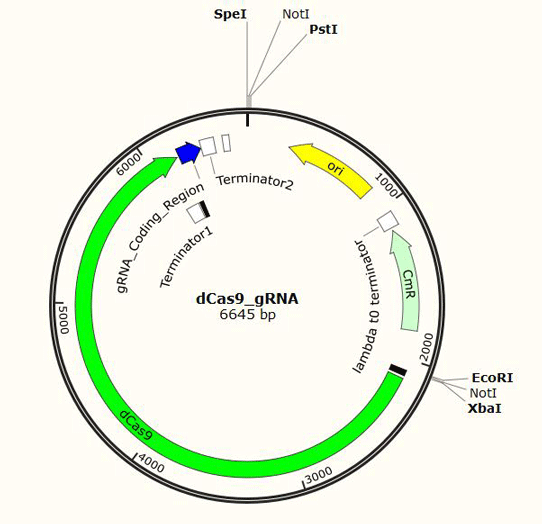 SpeI
NotI
PstI
ori
1000
CmR
lambda t0 terminator
2000
EcoRI
NotI
XbaI
3000
4000
dCas9
5000
6000
gRNA_Coding_Region
Terminator2
Terminator1
dCas9_gRNA
6645 bp